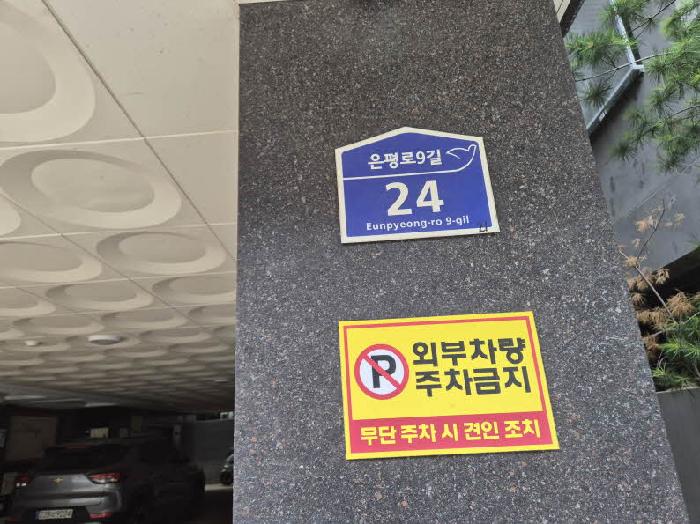 은평로9길
24
Eunpyeong-ro 9-gil
P
외부차량
주차금지
무단 주차 시 견인 조치